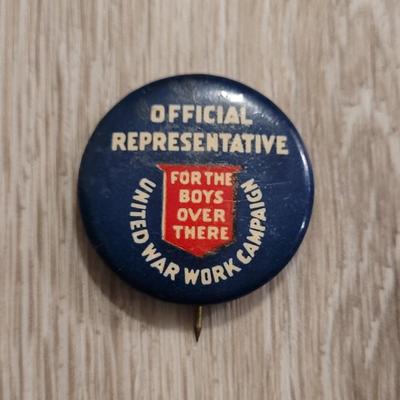 OFFICIAL
REPRESENTATIVE
FOR THE
BOYS
OVER
THERE
UNITED WAR WORK CAMPAIGN